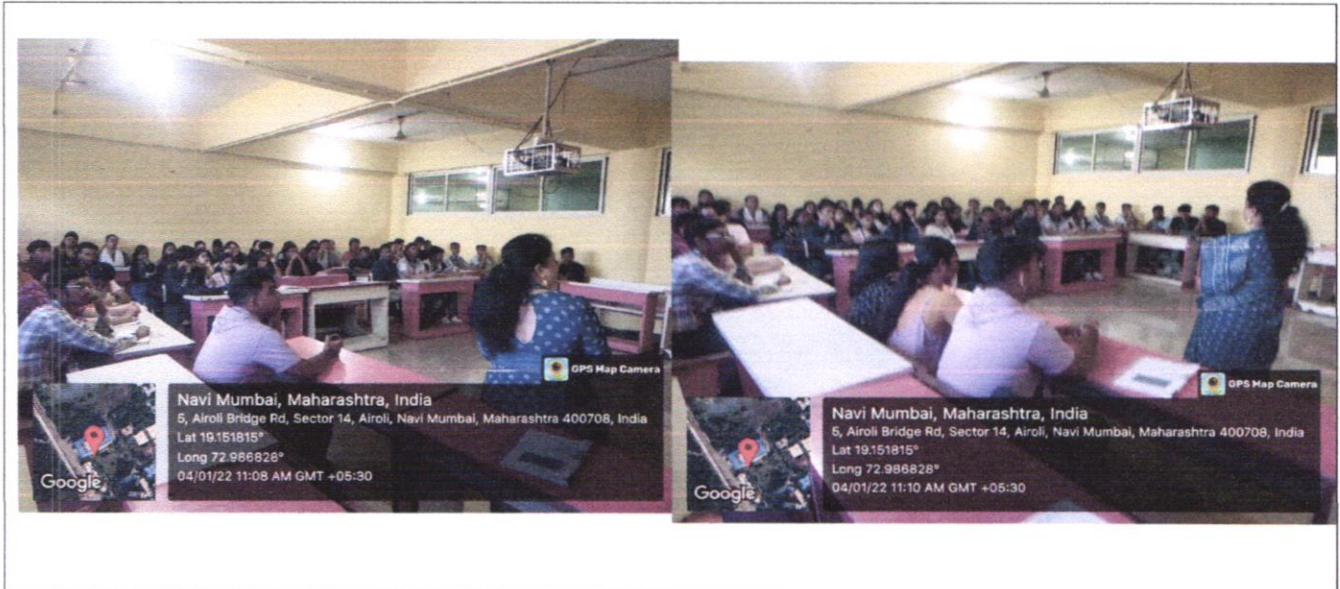 GPS Map Camera
Navi Mumbai, Maharashtra, India
5, Airoli Bridge Rd, Sector 14, Airoli, Navi Mumbai, Maharashtra 400708, India
Lat 19.151815°
Long 72.986828°
04/01/22 11:08 AM GMT +05:30
Google
GPS Map Camera
Navi Mumbai, Maharashtra, India
5, Airoli Bridge Rd, Sector 14, Airoli, Navi Mumbai, Maharashtra 400708, India
Lat 19.151815°
Long 72.986828°
04/01/22 11:10 AM GMT +05:30
Google